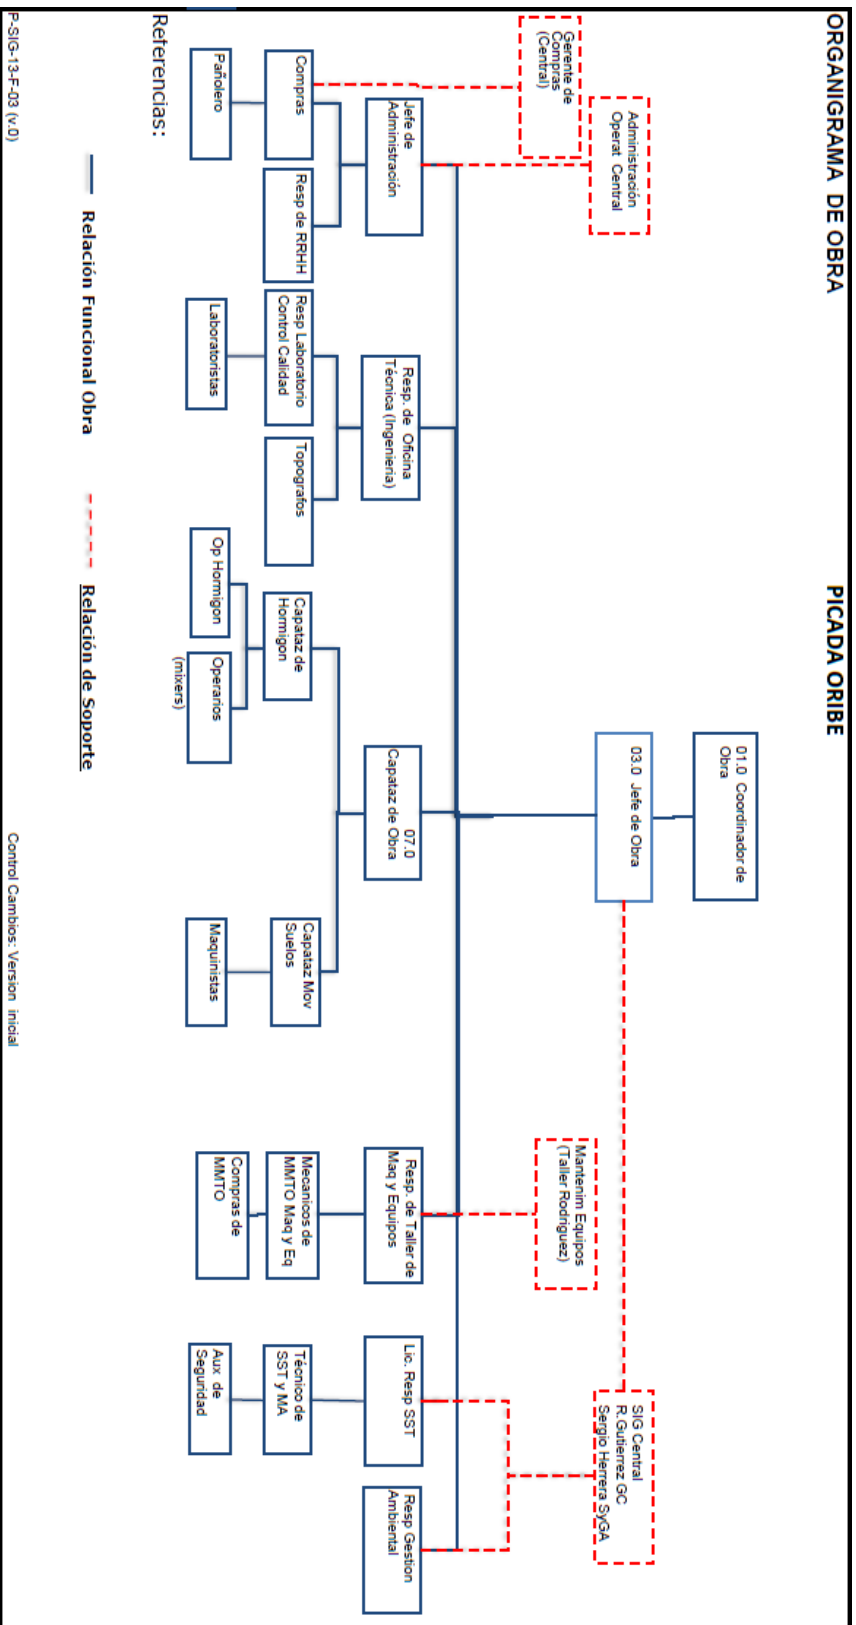 ORGANIGRAMA DE OBRA
PICADA ORIBE
01.0 Coordinador de
Obra
03.0 Jefe de Obra
Administración
Operat Central
Gerente de
Compras
(Central)
Mantenim Equipos
(Taller Rodriguez)
SIG Central
R.Gutierrez GC
Sergio Herrera SyGA
Jefe de
Administración
Resp. de Oficina
Técnica (Ingenieria)
07.0
Capataz de Obra
Resp. de Taller de
Maq y Equipos
Lic. Resp SST
Resp Gestion
Ambiental
Compras
Resp de RRHH
Resp Laboratorio
Control Calidad
Topografos
Capataz de
Hormigon
Capataz Mov
Suelos
Mecanicos de
MMTO Maq y Eq
Técnico de
SST y MA
Pañolero
Laboratoristas
Op Hormigon
Operarios
(mixers)
Maquinistas
Compras de
MMTO
Aux de
Seguridad
Referencias:
Relación Funcional Obra
Relación de Soporte
P-SIG-13-F-03 (v.0)
Control Cambios: Version inicial